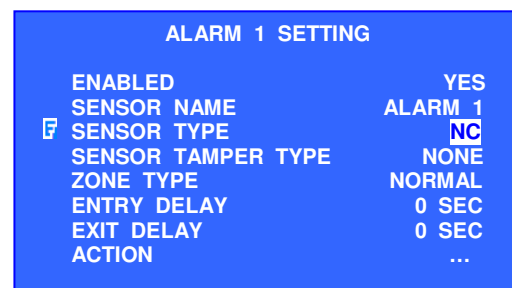 ALARM 1 SETTING
ENABLED YES
SENSOR NAME ALARM 1
F SENSOR TYPE NC
SENSOR TAMPER TYPE NONE
ZONE TYPE NORMAL
ENTRY DELAY 0 SEC
EXIT DELAY 0 SEC
ACTION ...